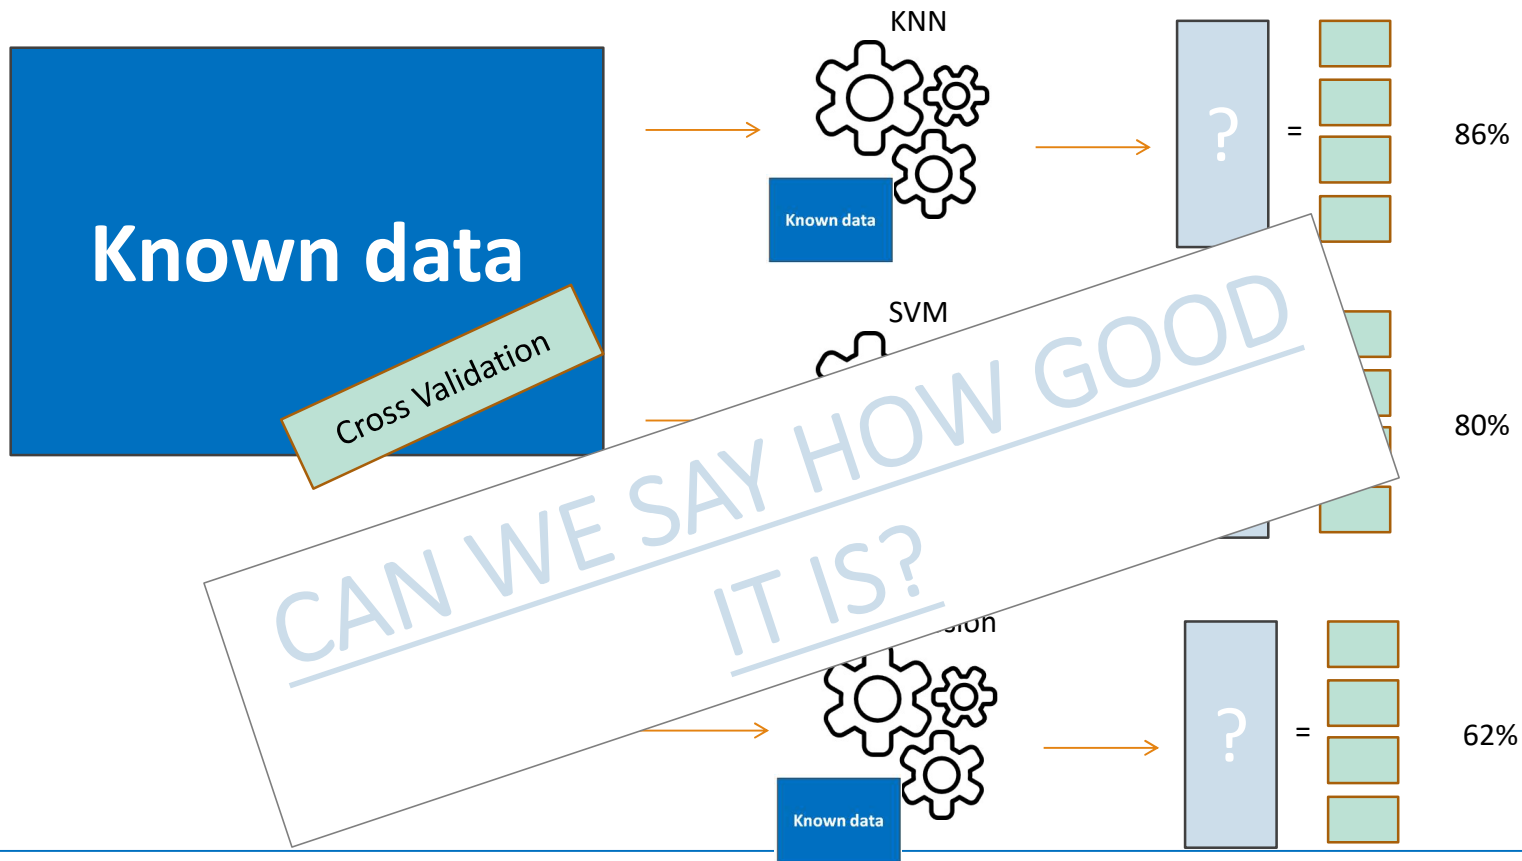 KNN
Known data
?
=
86%
Known data
Cross Validation
SVM
80%
CAN WE SAY HOW GOOD
IT IS?
?
=
62%
Known data